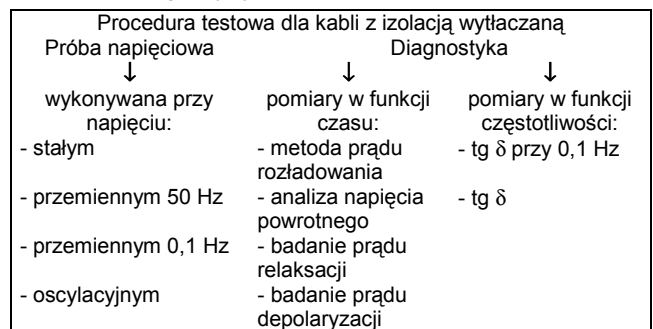 Procedura testowa dla kabli z izolacją wytłaczaną
Próba napięciowa Diagnostyka
↓ ↓ ↓
wykonywana przy napięciu:
- stałym
- przemiennym 50 Hz
- przemiennym 0,1 Hz
- oscylacyjnym
pomiary w funkcji czasu:
- metoda prądu rozładowania
- analiza napięcia powrotnego
- badanie prądu relaksacji
- badanie prądu depolaryzacji
pomiary w funkcji częstotliwości:
- tg δ przy 0,1 Hz
- tg δ